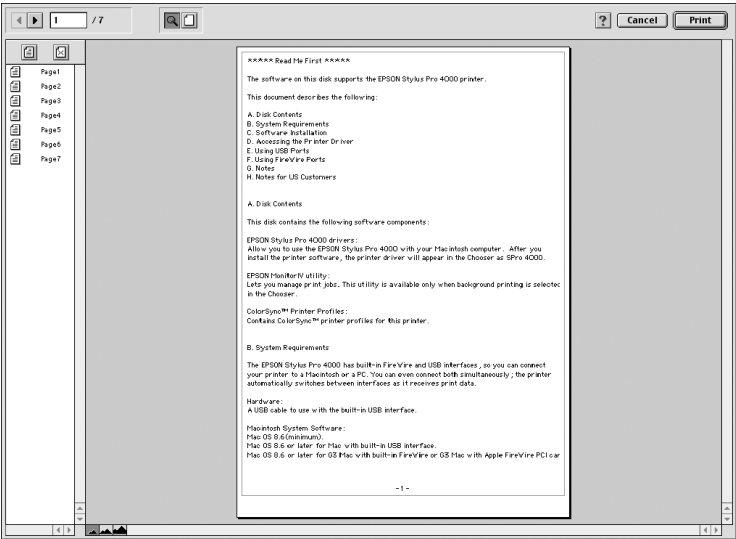 1 / 7
? Cancel Print
Page1
Page2
Page3
Page4
Page5
Page6
Page7
***** Read Me First *****
The software on this disk supports the EPSON Stylus Pro 4000 printer.
This document describes the following:
A. Disk Contents
B. System Requirements
C. Software Installation
D. Accessing the Printer Driver
E. Using USB Ports
F. Using FireWire Ports
G. Notes
H. Notes for US Customers
A. Disk Contents
This disk contains the following software components:
EPSON Stylus Pro 4000 drivers:
Allow you to use the EPSON Stylus Pro 4000 with your Macintosh computer. After you
install the printer software, the printer driver will appear in the Chooser as SPro 4000.
EPSON MonitorIV utility:
Lets you manage print jobs. This utility is available only when background printing is selected
in the Chooser.
ColorSync™ Printer Profiles:
Contains ColorSync™ printer profiles for this printer.
B. System Requirements
The EPSON Stylus Pro 4000 has built-in FireWire and USB interfaces, so you can connect
your printer to a Macintosh or a PC. You can even connect both simultaneously; the printer
automatically switches between interfaces as it receives print data.
Hardware:
A USB cable to use with the built-in USB interface.
Macintosh System Software:
Mac OS 8.6(minimum).
Mac OS 8.6 or later for Mac with built-in USB interface.
Mac OS 8.6 or later for G3 Mac with built-in FireWire or G3 Mac with Apple FireWire PCI car
- 1 -